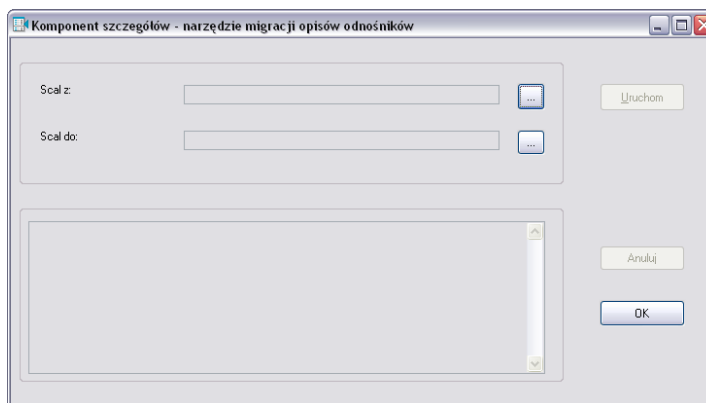 Komponent szczegółów - narzędzie migracji opisów odnośników
Scal z:
...
Uruchom
Scal do:
...
Anuluj
OK